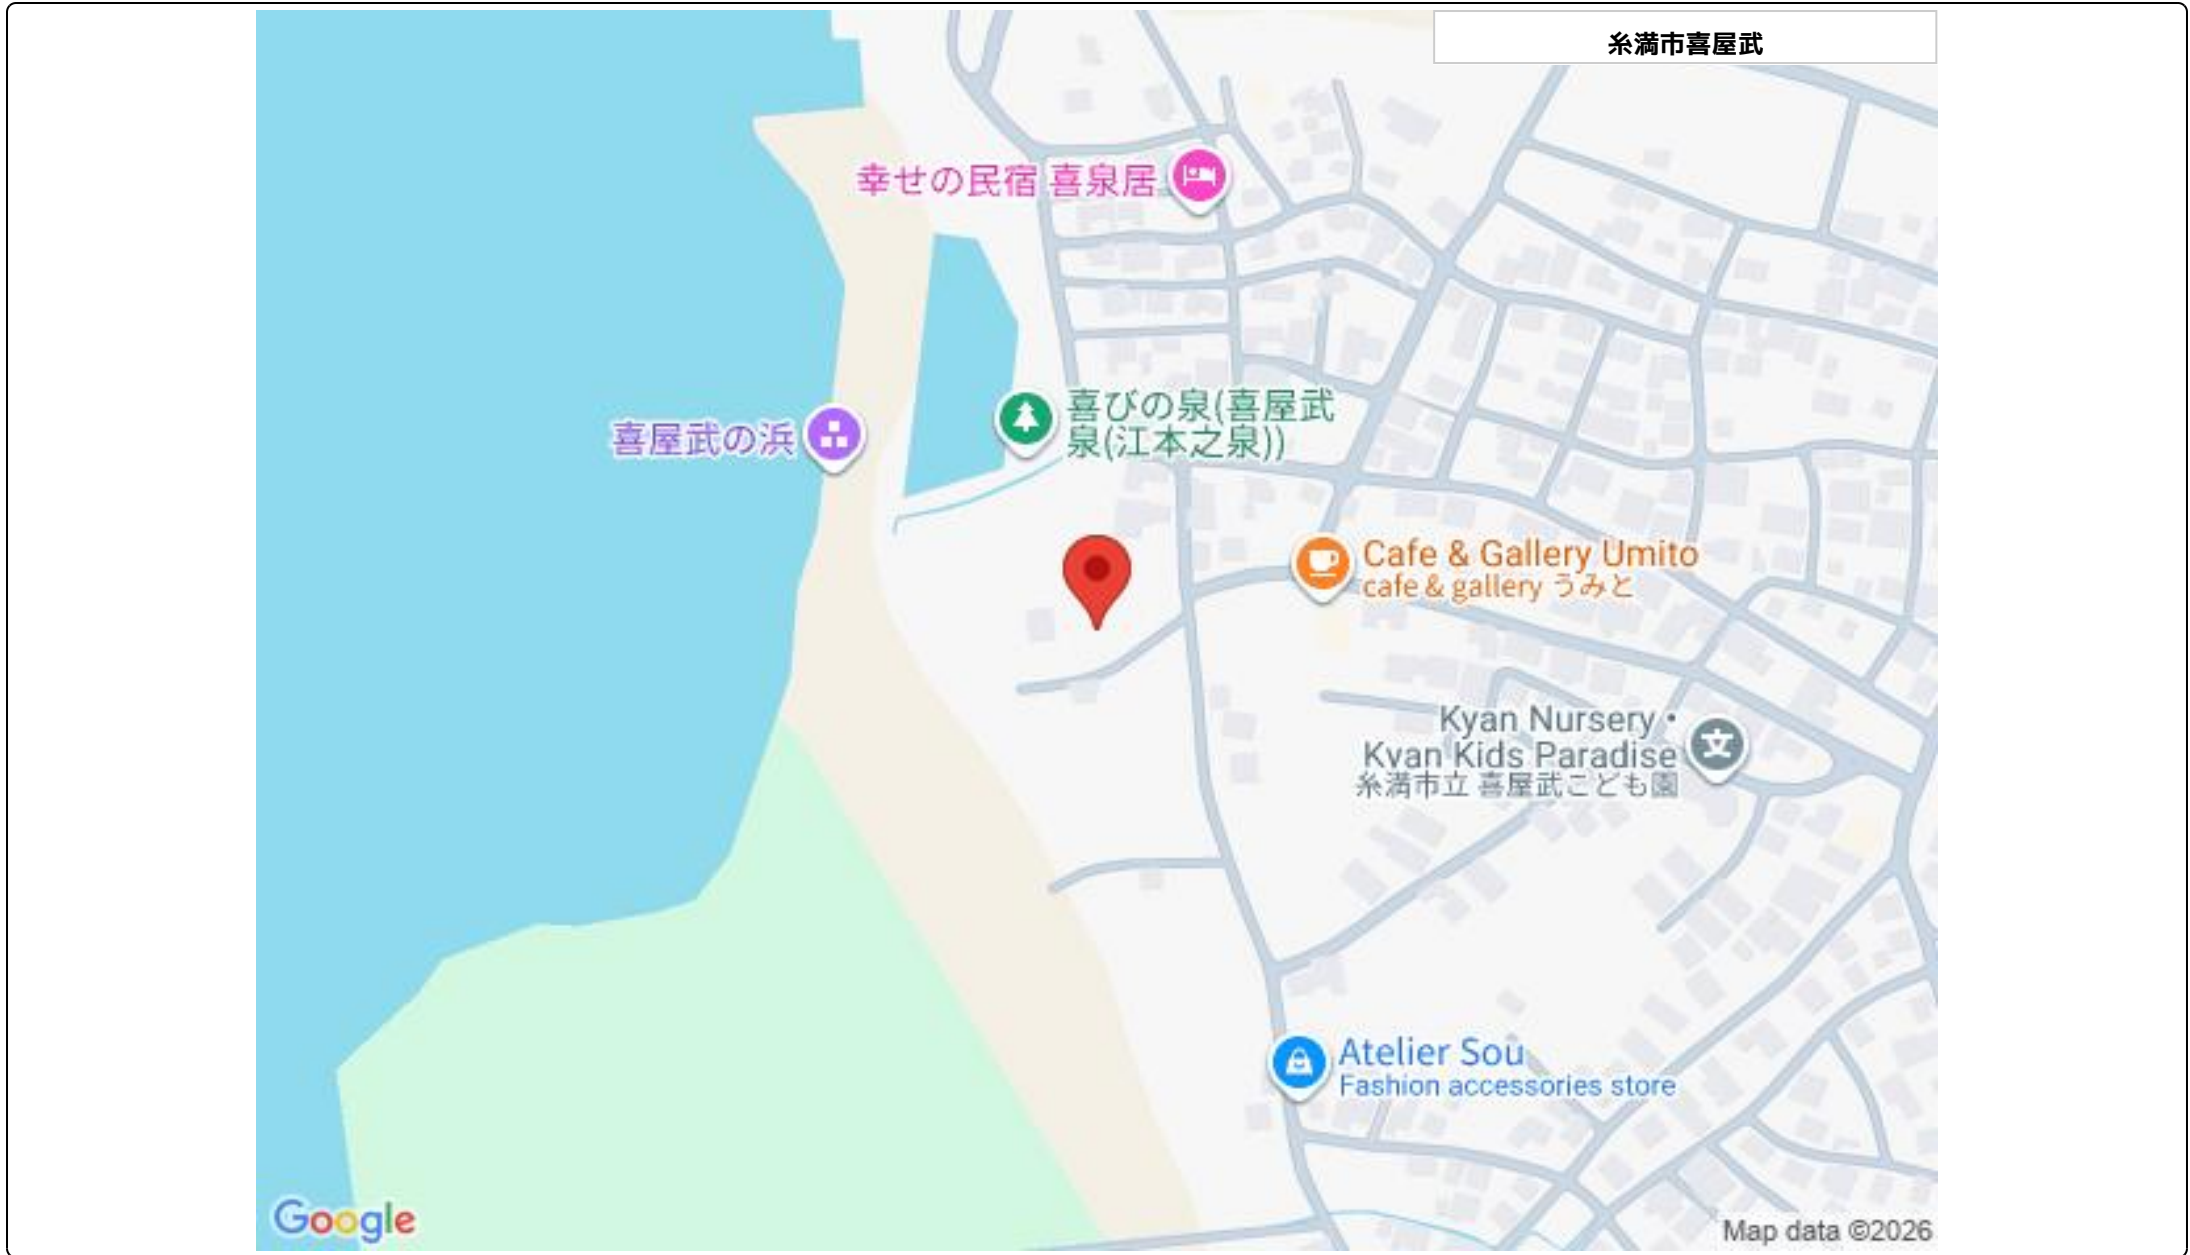 糸満市喜屋武
幸せの民宿 喜泉居
喜びの泉(喜屋武
泉(江本之泉))
喜屋武の浜
Cafe & Gallery Umito
cafe & gallery うみと
Kyan Nursery・
Kyan Kids Paradise
糸満市立 喜屋武こども園
Atelier Sou
Fashion accessories store
Google
Map data ©2026